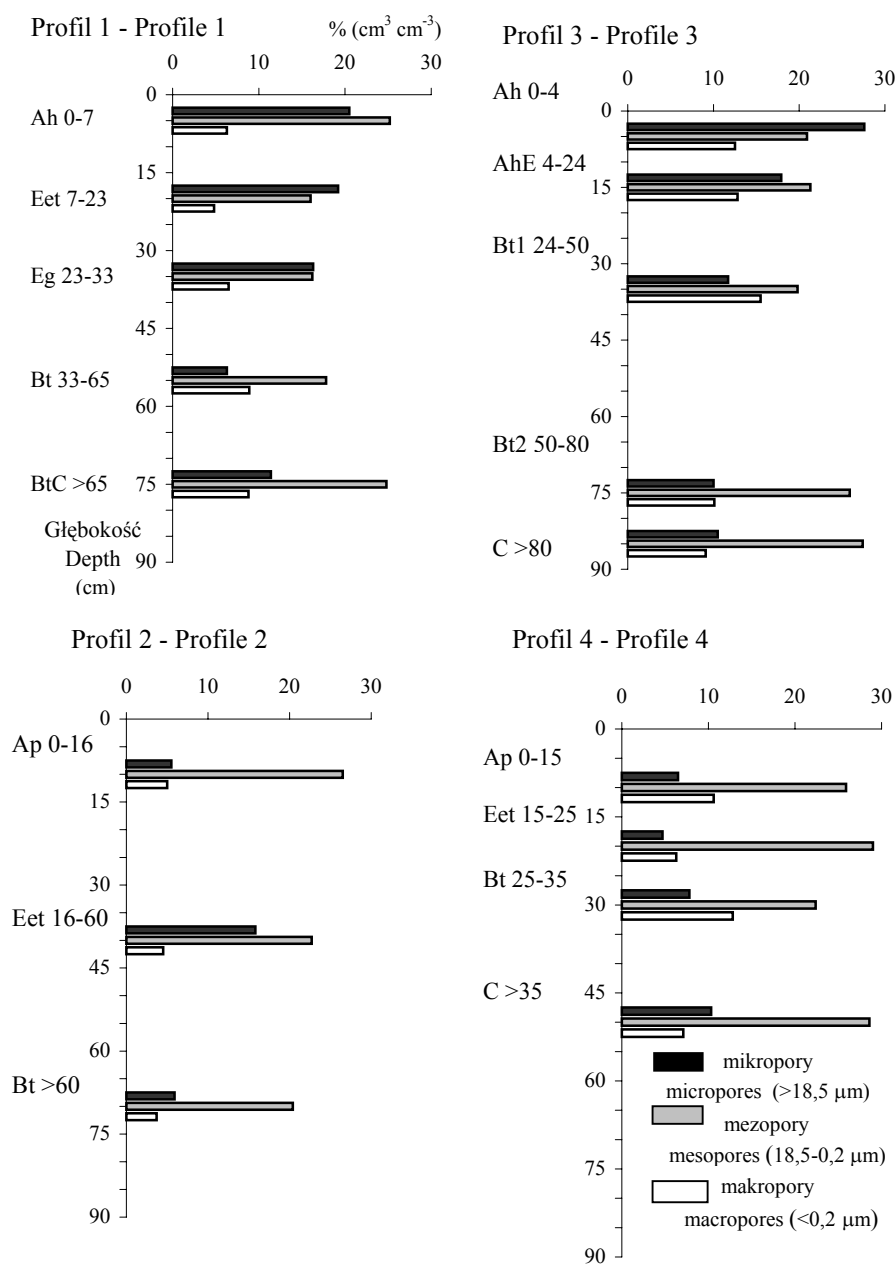 Profil 1 - Profile 1
% (cm³ cm⁻³)
0 10 20 30
0
Ah 0-7
15
Eet 7-23
30
Eg 23-33
45
Bt 33-65
60
BtC >65
75
Głębokość
Depth
(cm)
90
Profil 3 - Profile 3
0 10 20 30
Ah 0-4
0
AhE 4-24
15
Bt1 24-50
30
45
60
Bt2 50-80
75
C >80
90
Profil 2 - Profile 2
0 10 20 30
0
Ap 0-16
15
30
Eet 16-60
45
60
Bt >60
75
90
Profil 4 - Profile 4
0 10 20 30
0
Ap 0-15
15
Eet 15-25
Bt 25-35
30
C >35
45
60
75
90
mikropory
micropores (>18,5 µm)
mezopory
mesopores (18,5-0,2 µm)
makropory
macropores (<0,2 µm)